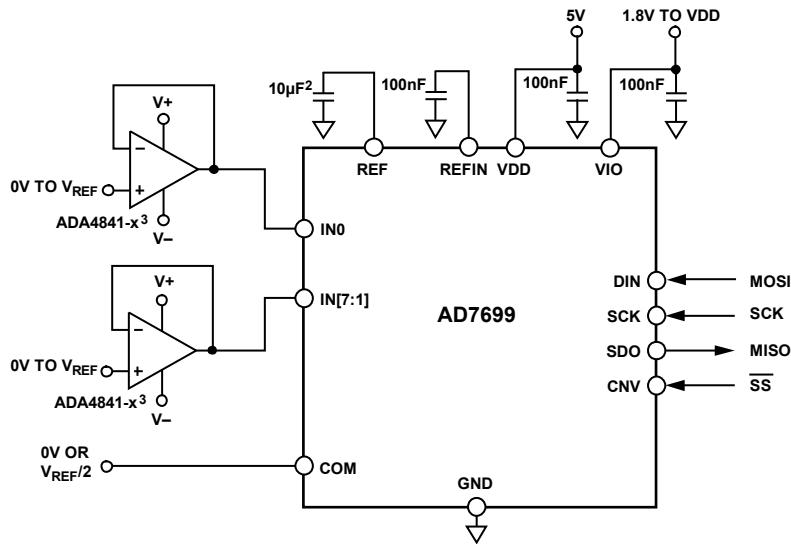 5V
1.8V TO VDD
10µF²
100nF
100nF
100nF
V+
REF
REFIN
VDD
VIO
–
+
0V TO VREF
ADA4841-x³
V–
IN0
V+
IN[7:1]
–
+
0V TO VREF
ADA4841-x³
V–
AD7699
DIN
MOSI
SCK
SCK
SDO
MISO
CNV
SS
0V OR
VREF/2
COM
GND